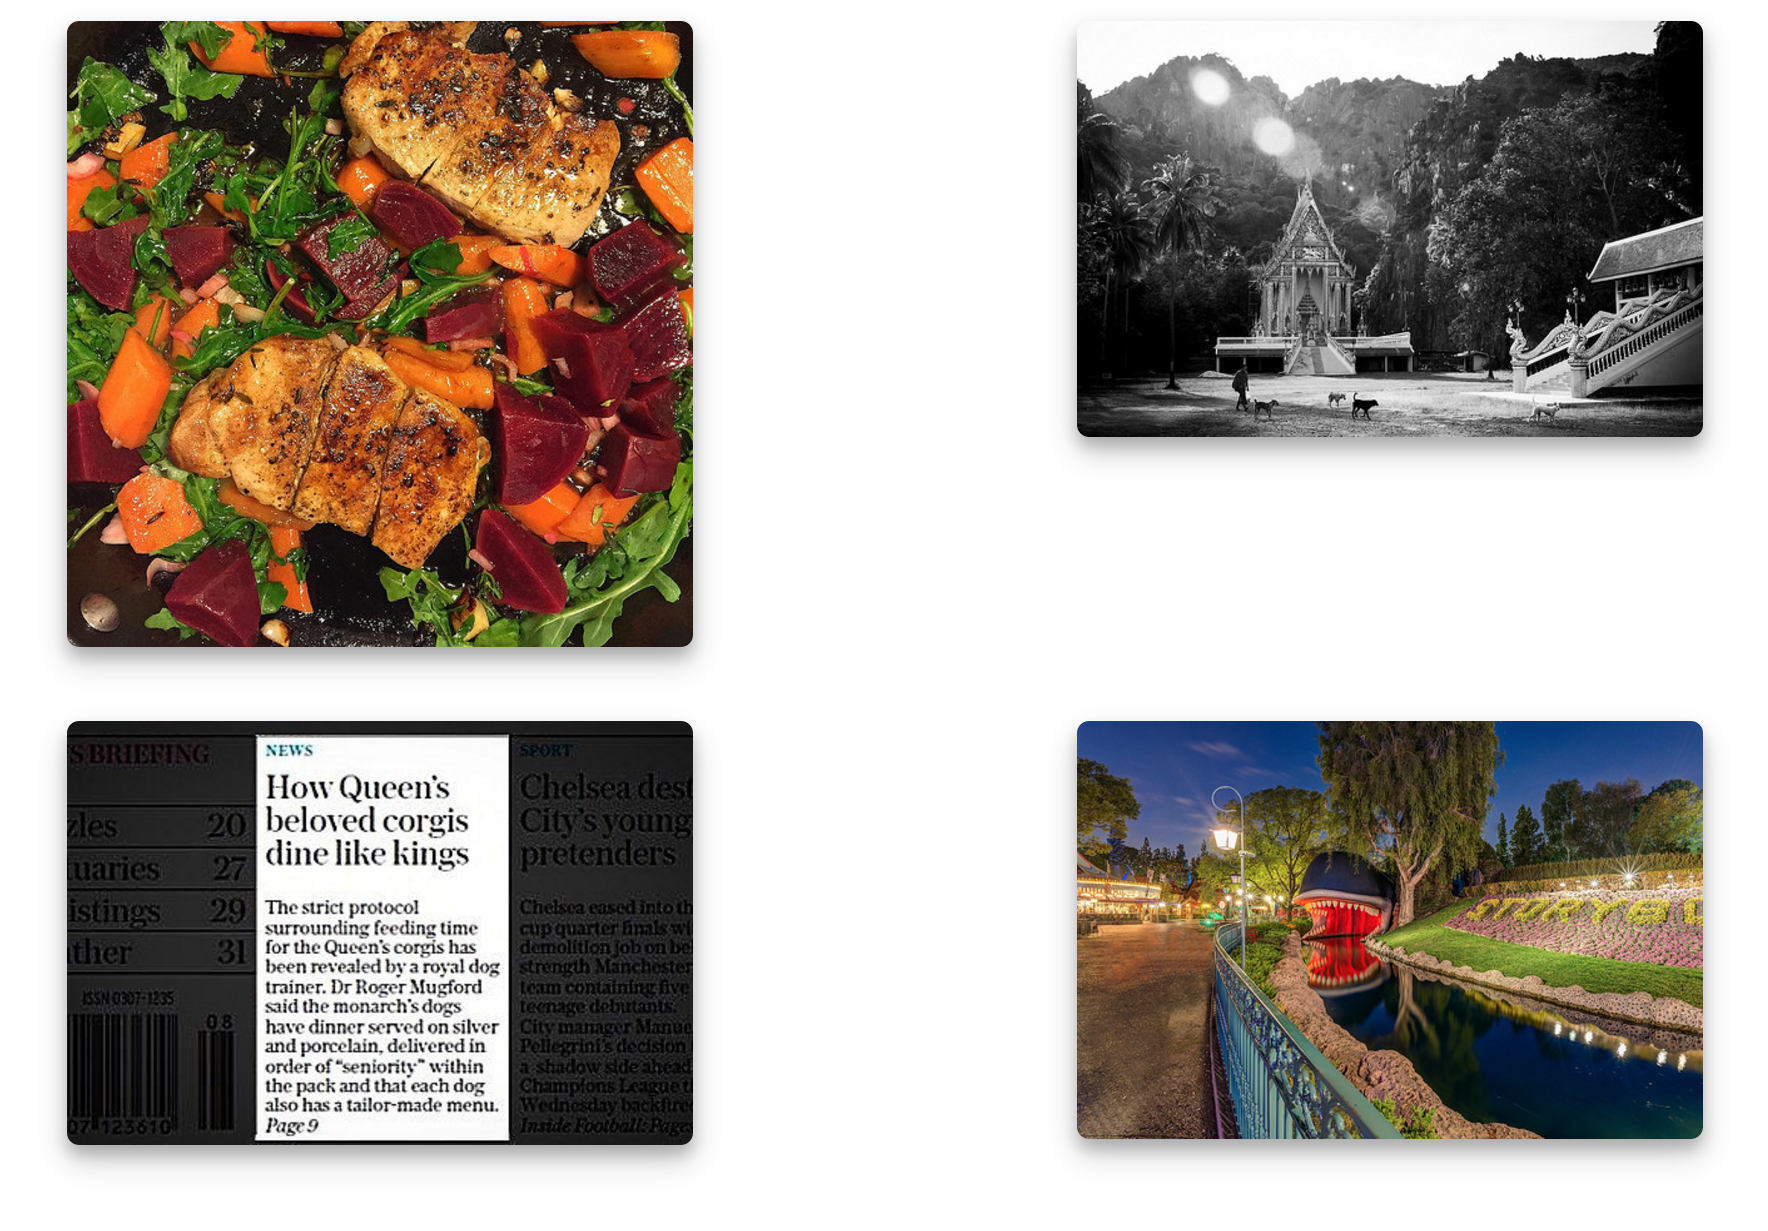 S BRIEFING
zles 20
tuaries 27
istings 29
ther 31
ISSN 0307-1235
08
07 123610
NEWS
How Queen's
beloved corgis
dine like kings
The strict protocol
surrounding feeding time
for the Queen's corgis has
been revealed by a royal dog
trainer. Dr Roger Mugford
said the monarch's dogs
have dinner served on silver
and porcelain, delivered in
order of “seniority” within
the pack and that each dog
also has a tailor-made menu.
Page 9
SPORT
Chelsea dest
City's young
pretenders
Chelsea eased into th
cup quarter finals wi
demolition job on be
strength Manchester
team containing five
teenage debutants.
City manager Manue
Pellegrini's decision
a shadow side ahead
Champions League t
Wednesday backfire
Inside Football: Page
STORYBO